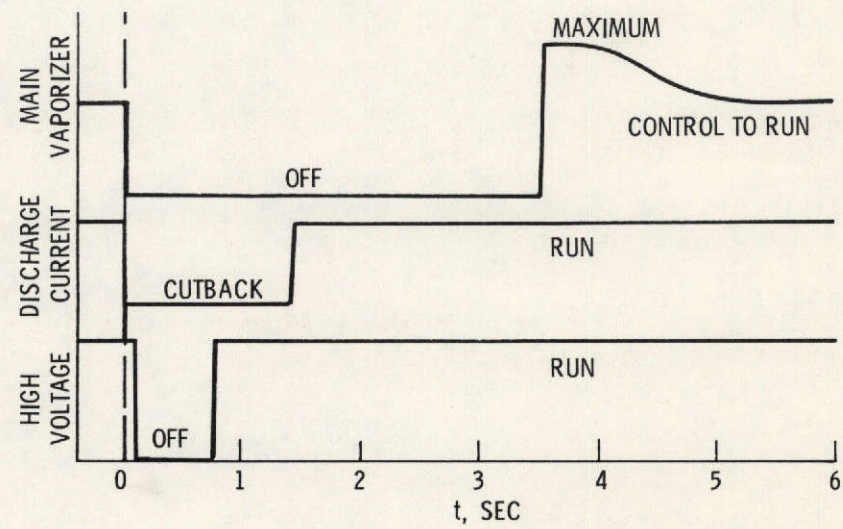 MAXIMUM
MAIN
VAPORIZER
CONTROL TO RUN
OFF
DISCHARGE
CURRENT
RUN
CUTBACK
HIGH
VOLTAGE
RUN
OFF
0 1 2 3 4 5 6
t, SEC